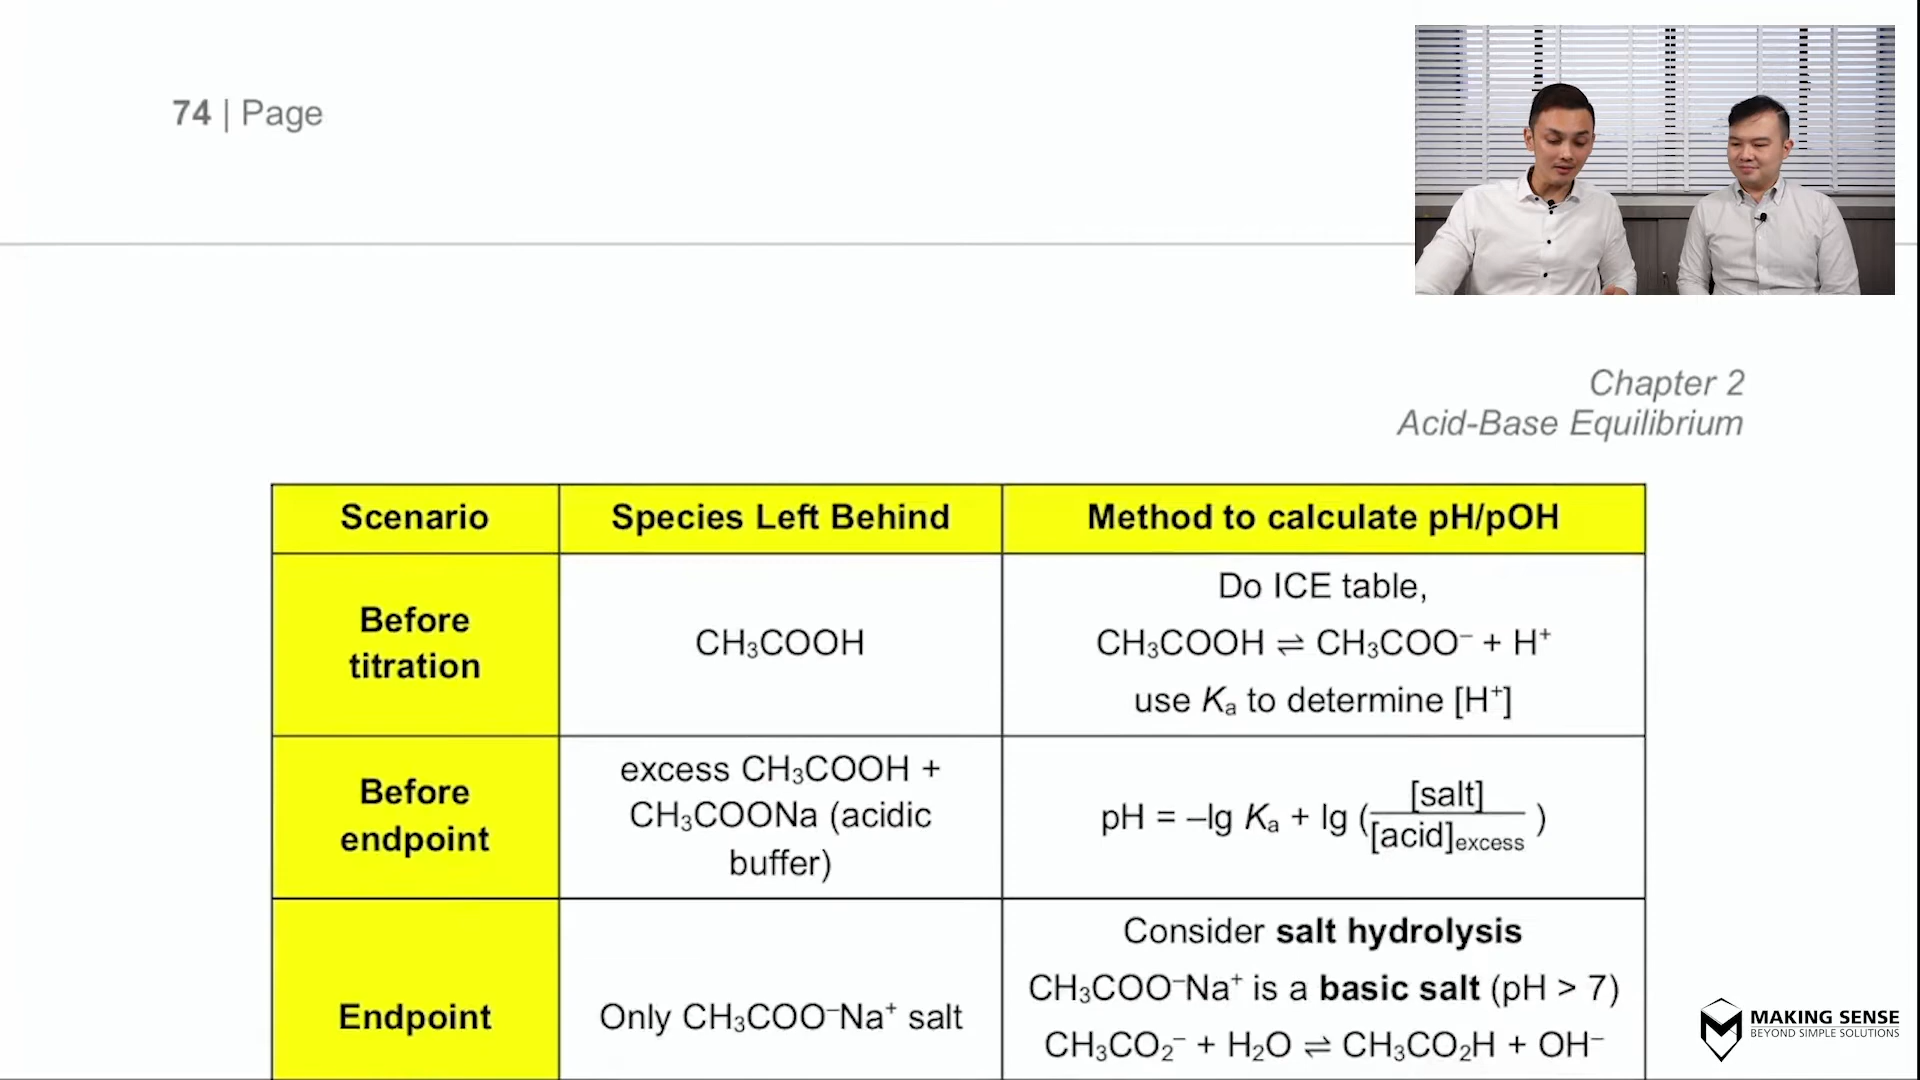 74 | Page
Chapter 2
Acid-Base Equilibrium
Scenario
Species Left Behind
Method to calculate pH/pOH
Before
titration
CH₃COOH
Do ICE table,
CH₃COOH ⇌ CH₃COO⁻ + H⁺
use Kₐ to determine [H⁺]
Before
endpoint
excess CH₃COOH +
CH₃COONa (acidic
buffer)
pH = –lg Kₐ + lg ([salt]/[acid]excess)
Endpoint
Only CH₃COO⁻Na⁺ salt
Consider salt hydrolysis
CH₃COO⁻Na⁺ is a basic salt (pH > 7)
CH₃CO₂⁻ + H₂O ⇌ CH₃CO₂H + OH⁻
MAKING SENSE
BEYOND SIMPLE SOLUTIONS